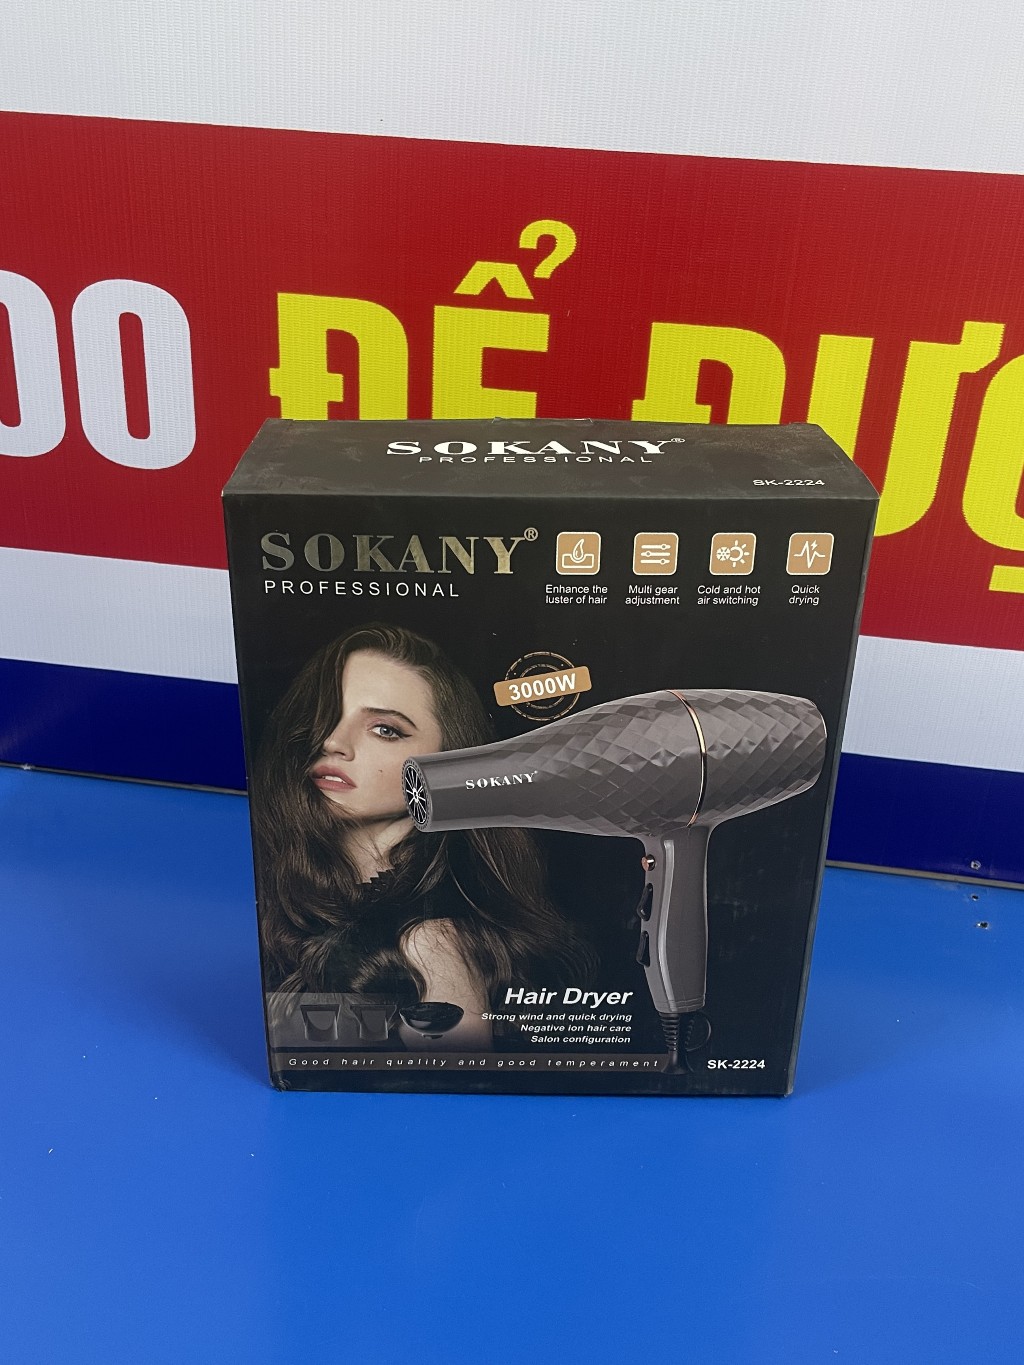 00 ĐỂ ĐƯỢ
SOKANY®
PROFESSIONAL
SK-2224
SOKANY®
PROFESSIONAL
Enhance the
luster of hair
Multi gear
adjustment
Cold and hot
air switching
Quick
drying
3000W
SOKANY
Hair Dryer
Strong wind and quick drying
Negative ion hair care
Salon configuration
Good hair quality and good temperament
SK-2224